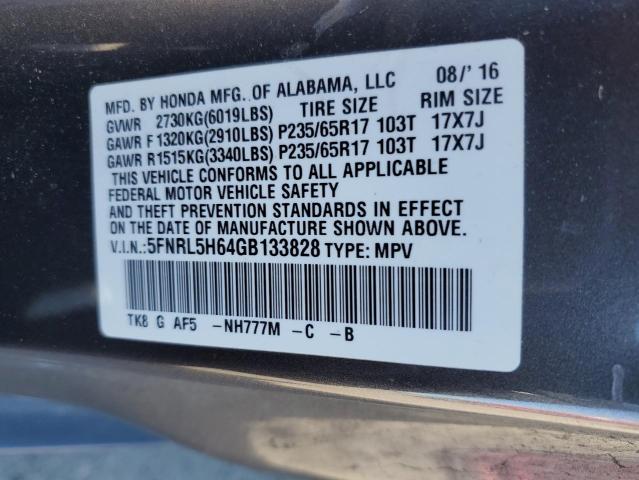 MFD. BY HONDA MFG. OF ALABAMA, LLC 08/' 16
GVWR 2730KG(6019LBS) TIRE SIZE RIM SIZE
GAWR F1320KG(2910LBS) P235/65R17 103T 17X7J
GAWR R1515KG(3340LBS) P235/65R17 103T 17X7J
THIS VEHICLE CONFORMS TO ALL APPLICABLE
FEDERAL MOTOR VEHICLE SAFETY
AND THEFT PREVENTION STANDARDS IN EFFECT
ON THE DATE OF MANUFACTURE SHOWN ABOVE.
V.I.N.:5FNRL5H64GB133828 TYPE: MPV
TK8 G AF5 -NH777M -C -B